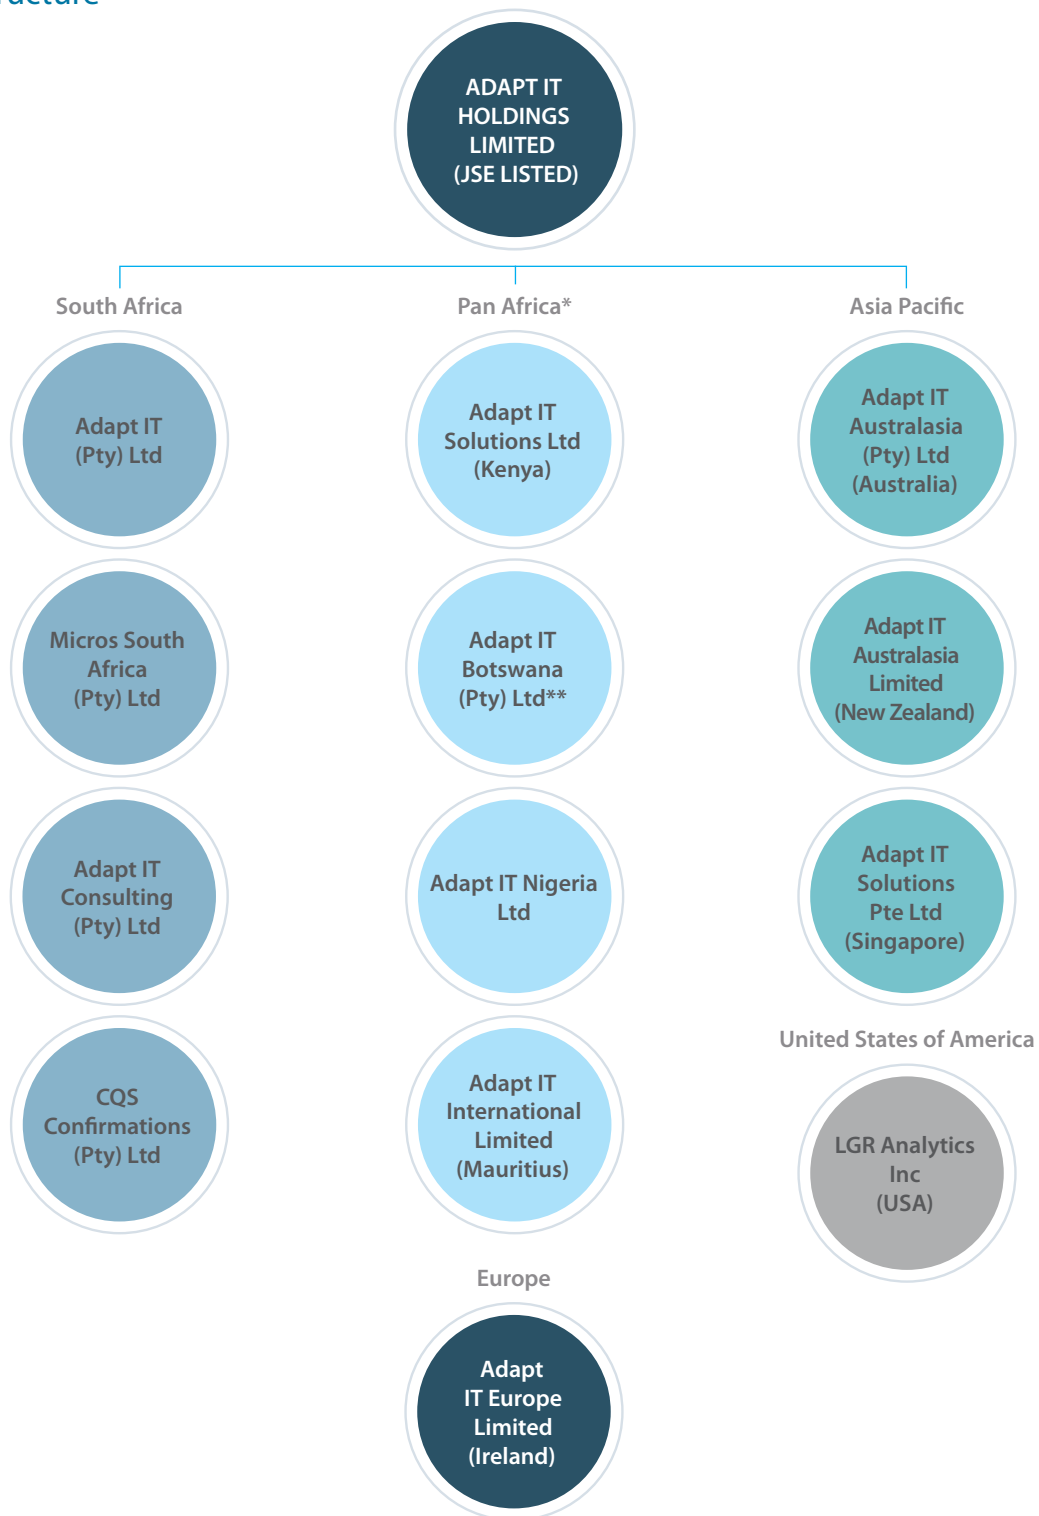 ADAPT IT
HOLDINGS
LIMITED
(JSE LISTED)
South Africa
Adapt IT
(Pty) Ltd
Micros South
Africa
(Pty) Ltd
Adapt IT
Consulting
(Pty) Ltd
CQS
Confirmations
(Pty) Ltd
Pan Africa*
Adapt IT
Solutions Ltd
(Kenya)
Adapt IT
Botswana
(Pty) Ltd**
Adapt IT Nigeria
Ltd
Adapt IT
International
Limited
(Mauritius)
Europe
Adapt
IT Europe
Limited
(Ireland)
Asia Pacific
Adapt IT
Australasia
(Pty) Ltd
(Australia)
Adapt IT
Australasia
Limited
(New Zealand)
Adapt IT
Solutions
Pte Ltd
(Singapore)
United States of America
LGR Analytics
Inc
(USA)